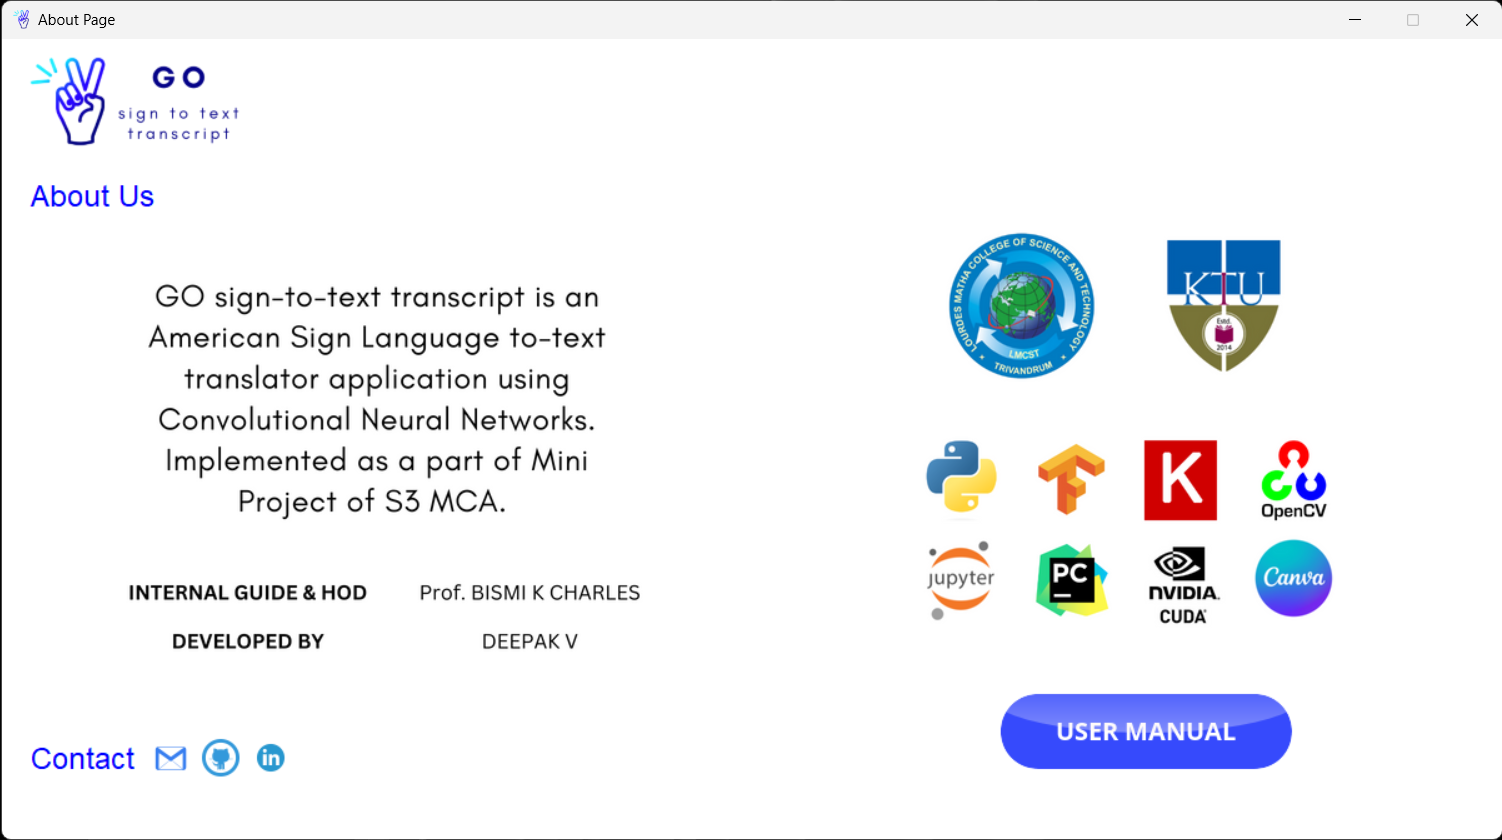 About Page
GO
sign to text
transcript
About Us
GO sign-to-text transcript is an
American Sign Language to-text
translator application using
Convolutional Neural Networks.
Implemented as a part of Mini
Project of S3 MCA.
INTERNAL GUIDE & HOD Prof. BISMI K CHARLES
DEVELOPED BY DEEPAK V
Contact
in
LOURDES MATHA COLLEGE OF SCIENCE AND TECHNOLOGY
LMCST
TRIVANDRUM
KTU
Estd.
2014
K
OpenCV
jupyter
PC
NVIDIA.
CUDA
Canva
USER MANUAL